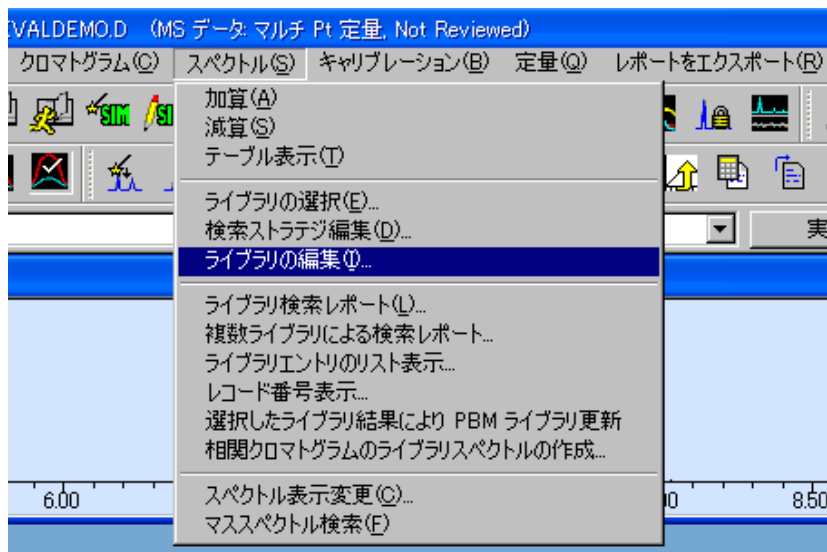 VALDEMO.D (MS データ: マルチ Pt 定量, Not Reviewed)
クロマトグラム(C) スペクトル(S) キャリブレーション(B) 定量(Q) レポートをエクスポート(R)
SIM
加算(A)
減算(S)
テーブル表示(T)
ライブラリの選択(E)...
検索ストラテジ編集(D)...
実
ライブラリの編集(I)...
ライブラリ検索レポート(L)...
複数ライブラリによる検索レポート...
ライブラリエントリのリスト表示...
レコード番号表示...
選択したライブラリ結果により PBM ライブラリ更新
相関クロマトグラムのライブラリスペクトルの作成...
スペクトル表示変更(C)...
6.00 8.50
マススペクトル検索(F)